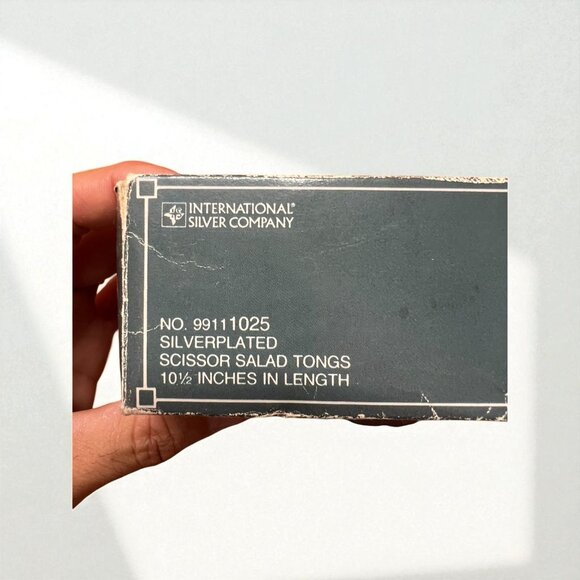 INTERNATIONAL®
SILVER COMPANY
NO. 99111025
SILVERPLATED
SCISSOR SALAD TONGS
10½ INCHES IN LENGTH